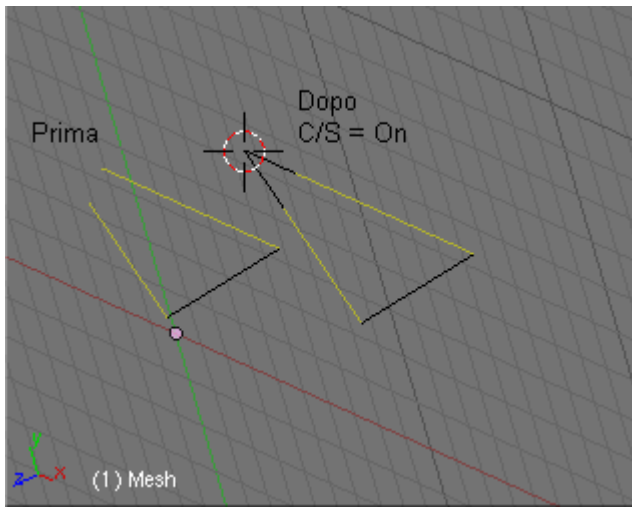 Dopo
Prima
C/S = On
y
z
x
(1) Mesh